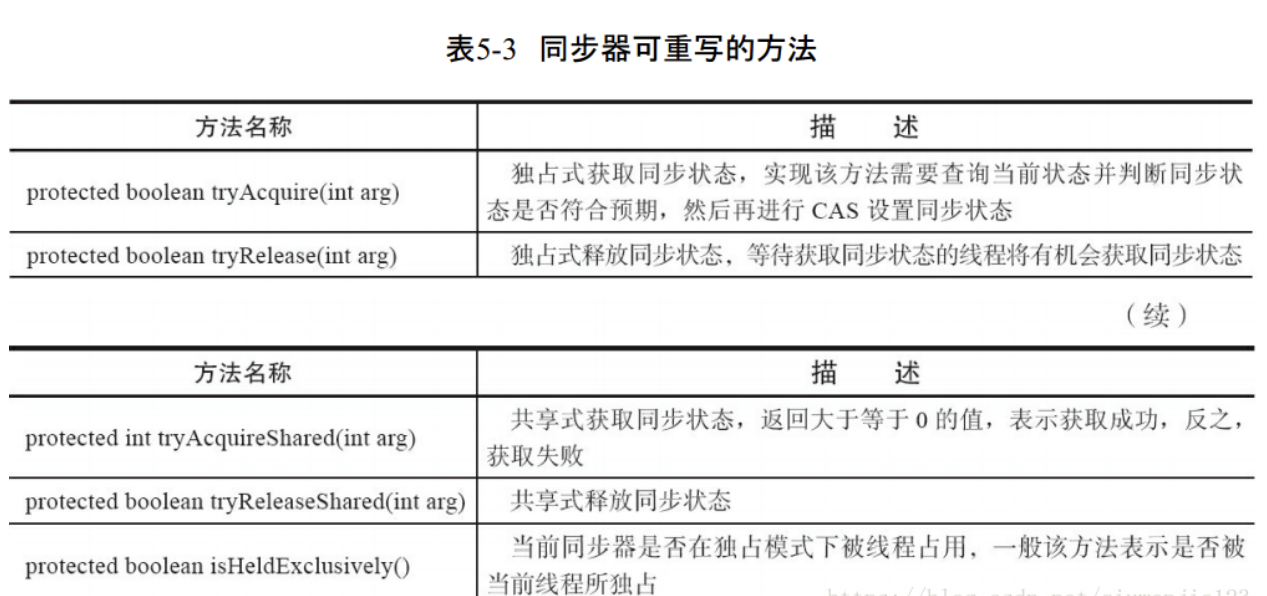 表5-3 同步器可重写的方法
方法名称 描 述
protected boolean tryAcquire(int arg) 独占式获取同步状态，实现该方法需要查询当前状态并判断同步状
态是否符合预期，然后再进行 CAS 设置同步状态
protected boolean tryRelease(int arg) 独占式释放同步状态，等待获取同步状态的线程将有机会获取同步状态
（续）
方法名称 描 述
protected int tryAcquireShared(int arg) 共享式获取同步状态，返回大于等于 0 的值，表示获取成功，反之，
获取失败
protected boolean tryReleaseShared(int arg) 共享式释放同步状态
protected boolean isHeldExclusively() 当前同步器是否在独占模式下被线程占用，一般该方法表示是否被
当前线程所独占